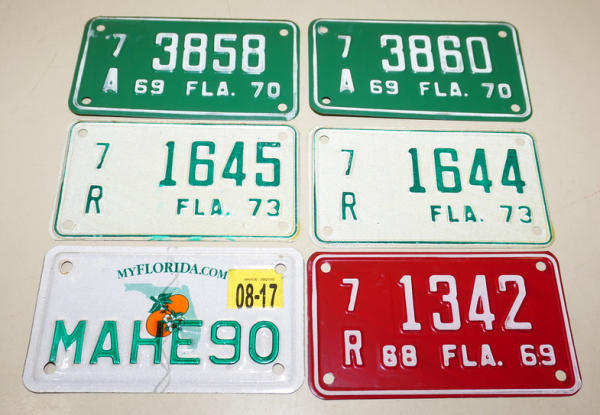 7 3858
A 69 FLA. 70
7 3860
A 69 FLA. 70
7 1645
R FLA. 73
7 1644
R FLA. 73
MYFLORIDA.COM
08-17
MAHE90
7 1342
R 68 FLA. 69